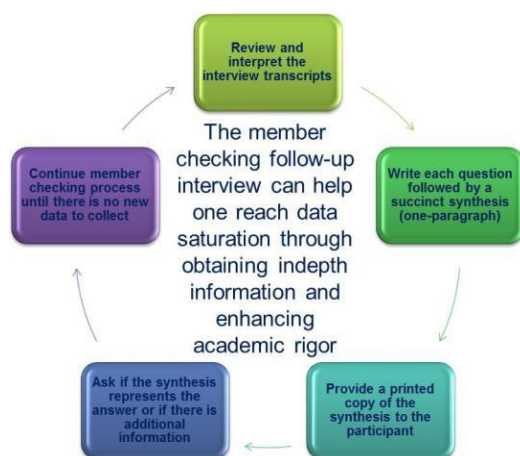 Review and
interpret the
interview transcripts
Write each question
followed by a
succinct synthesis
(one-paragraph)
Provide a printed
copy of the synthesis
to the participant
Ask if the synthesis
represents the
answer or if there is
additional
information
Continue member
checking process
until there is no new
data to collect
The member
checking follow-up
interview can help
one reach data
saturation through
obtaining indepth
information and
enhancing
academic rigor